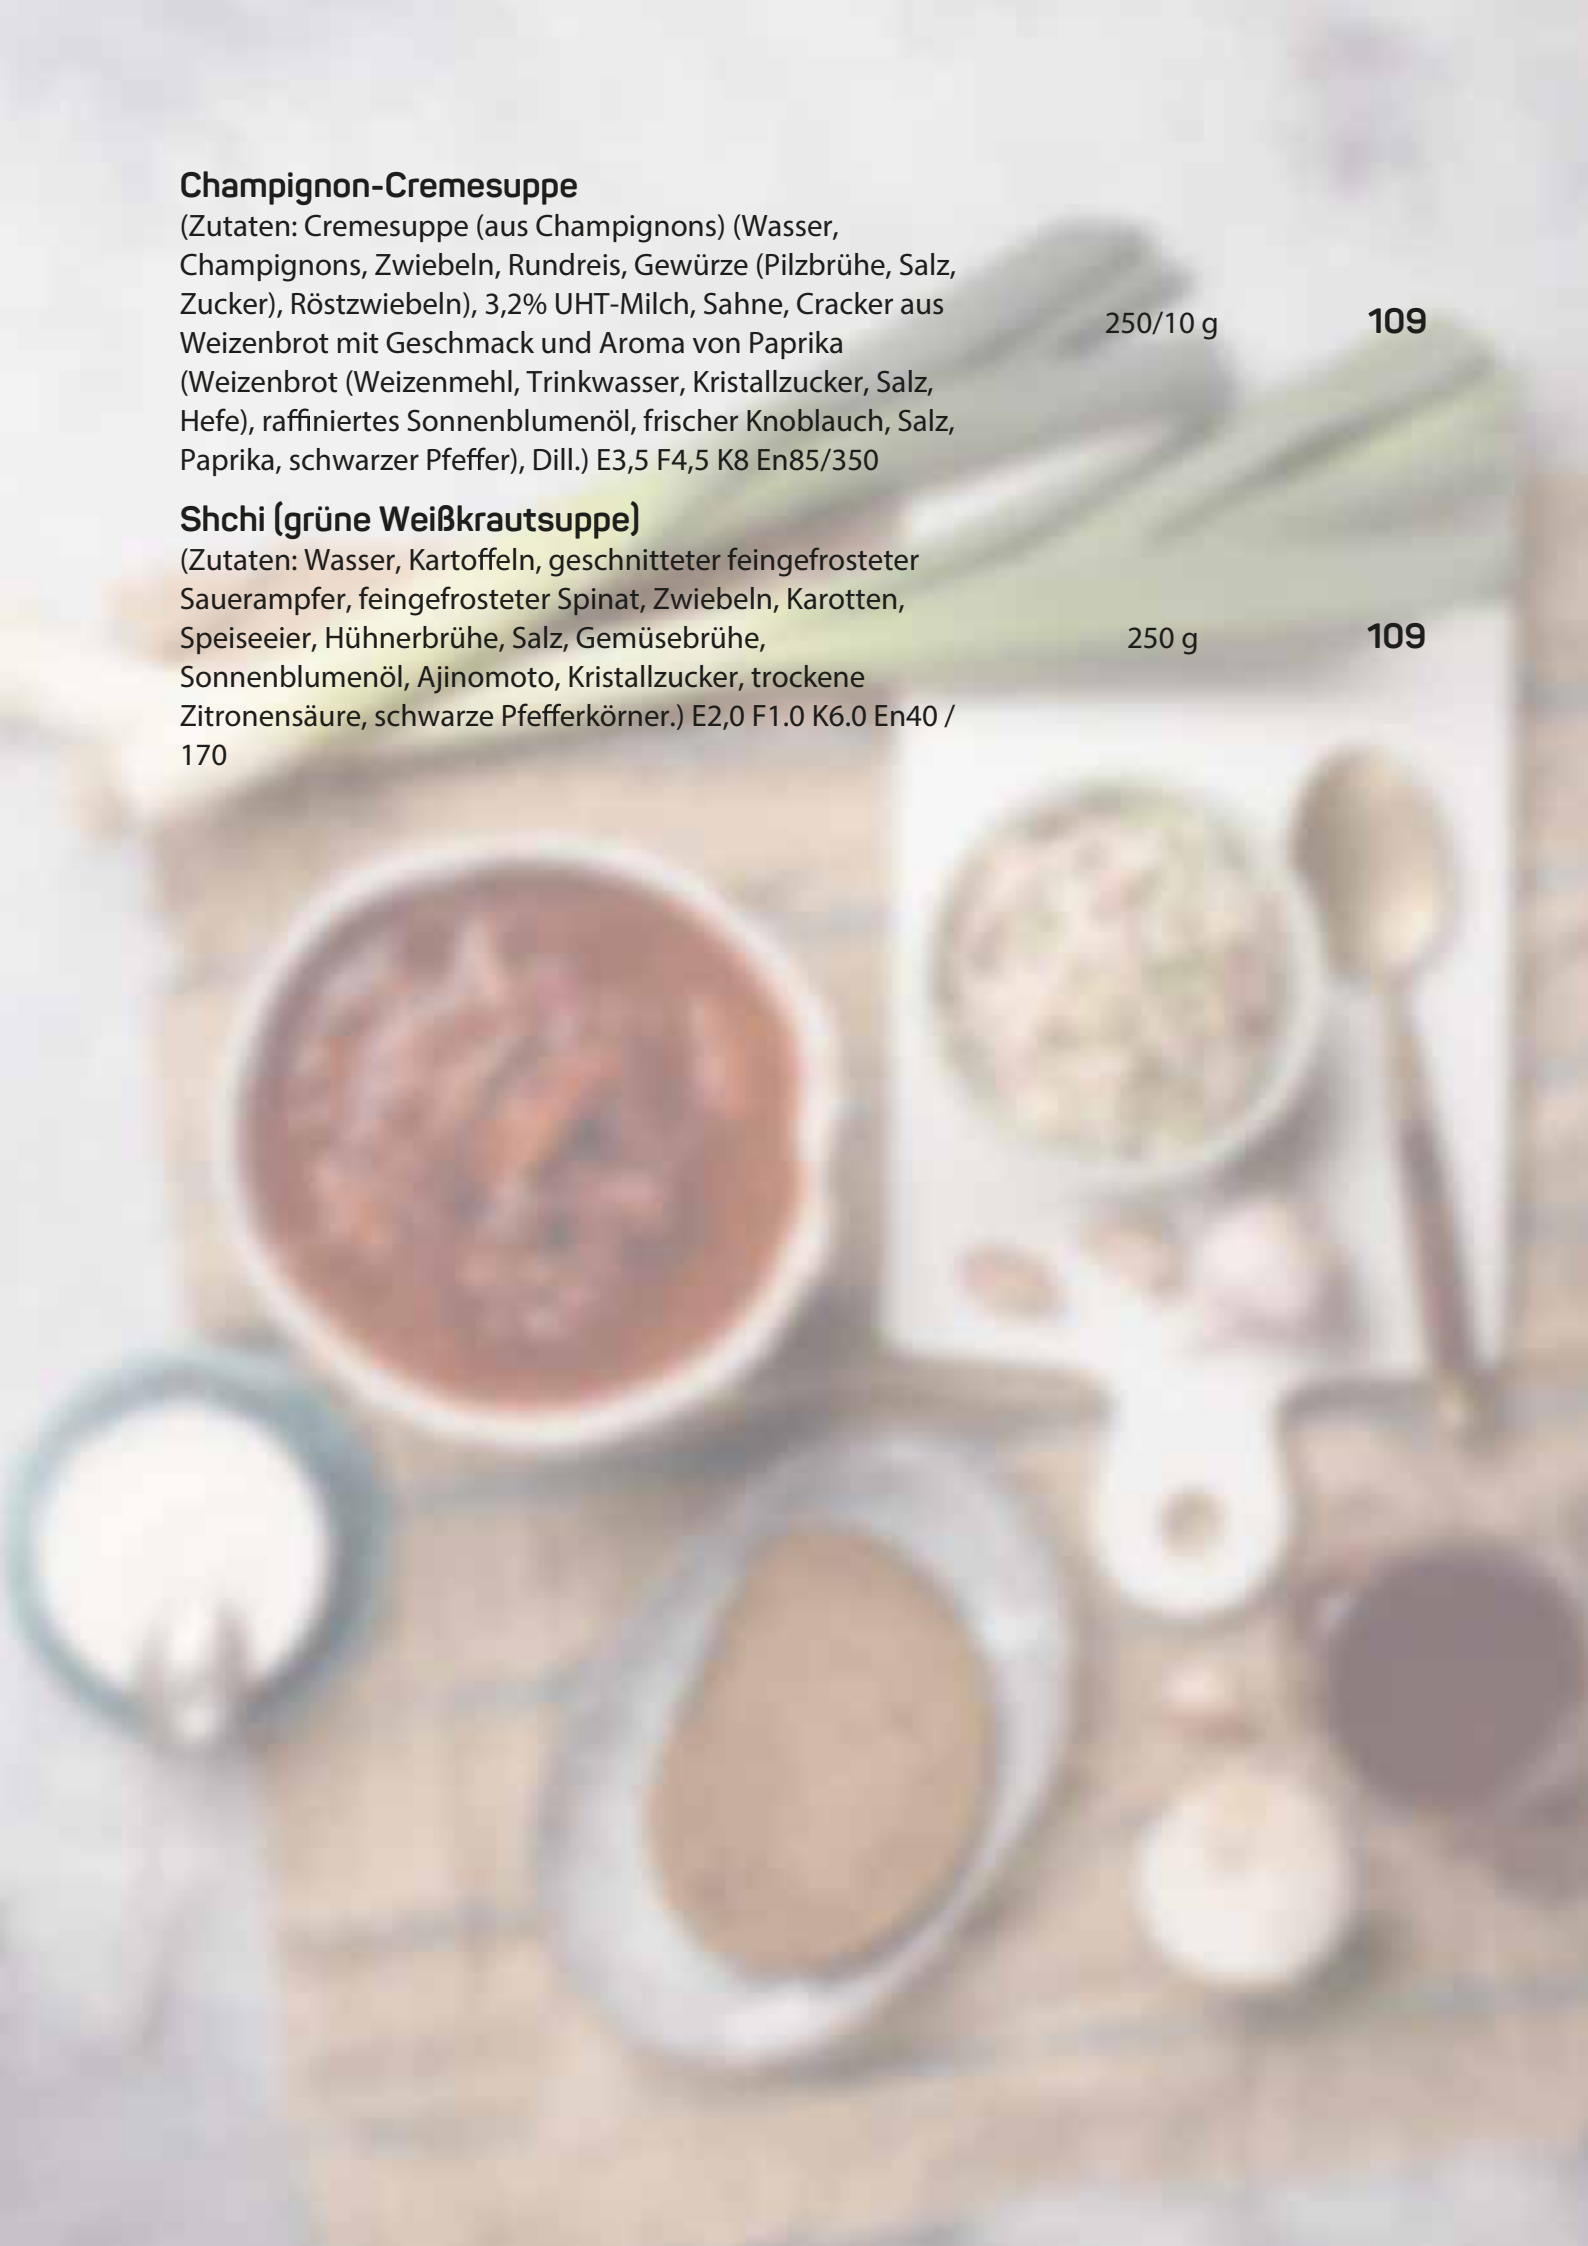 Champignon-Cremesuppe
(Zutaten: Cremesuppe (aus Champignons) (Wasser,
Champignons, Zwiebeln, Rundreis, Gewürze (Pilzbrühe, Salz,
Zucker), Röstzwiebeln), 3,2% UHT-Milch, Sahne, Cracker aus
Weizenbrot mit Geschmack und Aroma von Paprika
(Weizenbrot (Weizenmehl, Trinkwasser, Kristallzucker, Salz,
Hefe), raffiniertes Sonnenblumenöl, frischer Knoblauch, Salz,
Paprika, schwarzer Pfeffer), Dill.) E3,5 F4,5 K8 En85/350
250/10 g 109
Shchi (grüne Weißkrautsuppe)
(Zutaten: Wasser, Kartoffeln, geschnitteter feingefrosteter
Sauerampfer, feingefrosteter Spinat, Zwiebeln, Karotten,
Speiseeier, Hühnerbrühe, Salz, Gemüsebrühe,
Sonnenblumenöl, Ajinomoto, Kristallzucker, trockene
Zitronensäure, schwarze Pfefferkörner.) E2,0 F1.0 K6.0 En40 /
170
250 g 109